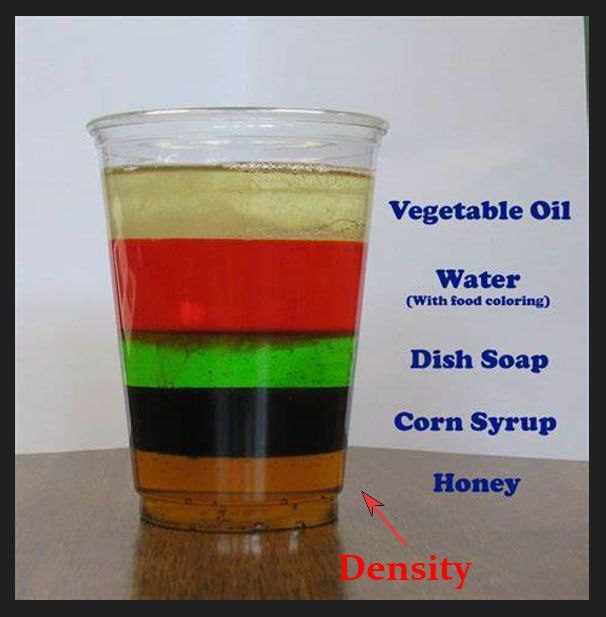 Vegetable Oil
Water
(With food coloring)
Dish Soap
Corn Syrup
Honey
Density